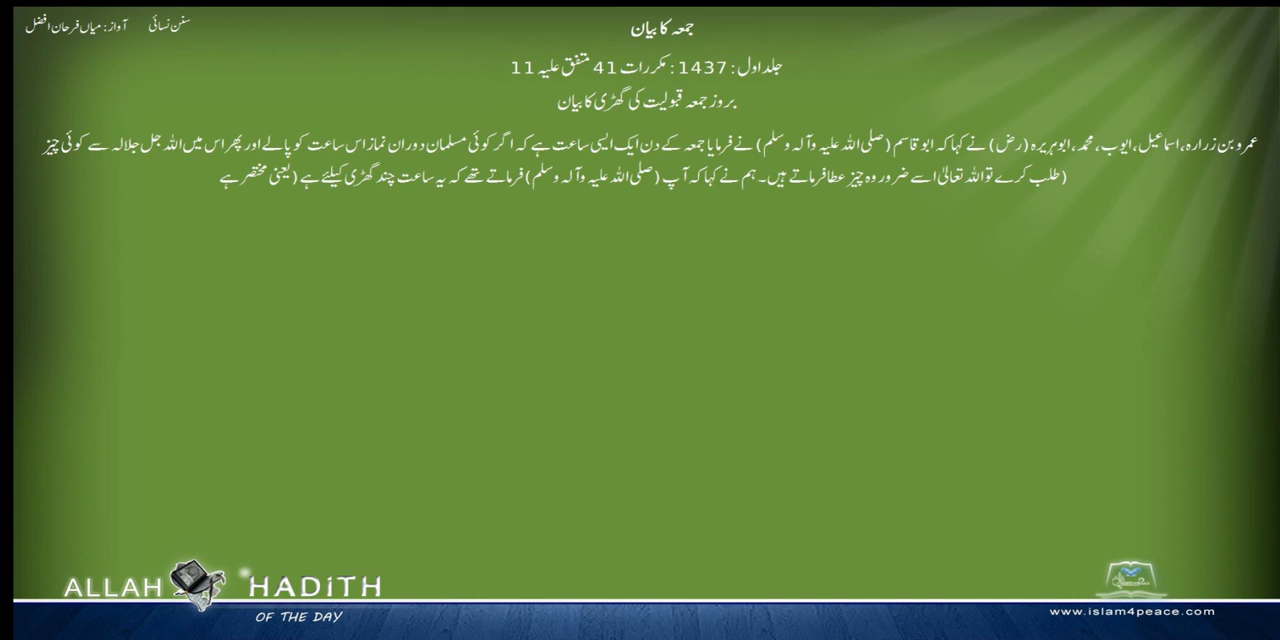 سنن نسائی   آواز: میاں فرحان افضل
جمعہ کا بیان
جلد اول : 1437 : مکررات 41 متفق علیہ 11
بروز جمعہ قبولیت کی گھڑی کا بیان
عمرو بن زرارہ، اسماعیل، ایوب، محمد، ابوہریرہ (رض) نے کہا کہ ابو قاسم (صلی اللہ علیہ وآلہ وسلم) نے فرمایا جمعہ کے دن ایک ایسی ساعت ہے کہ اگر کوئی مسلمان دوران نماز اس ساعت کو پالے اور پھر اس میں اللہ جل جلالہ سے کوئی چیز
طلب کرے تو اللہ تعالیٰ اسے ضرور وہ چیز عطا فرماتے ہیں۔ ہم نے کہا کہ آپ (صلی اللہ علیہ وآلہ وسلم) فرماتے تھے کہ یہ ساعت چند گھڑی کیلئے ہے (یعنی مختصر ہے)
ALLAH HADITH
OF THE DAY
www.islam4peace.com